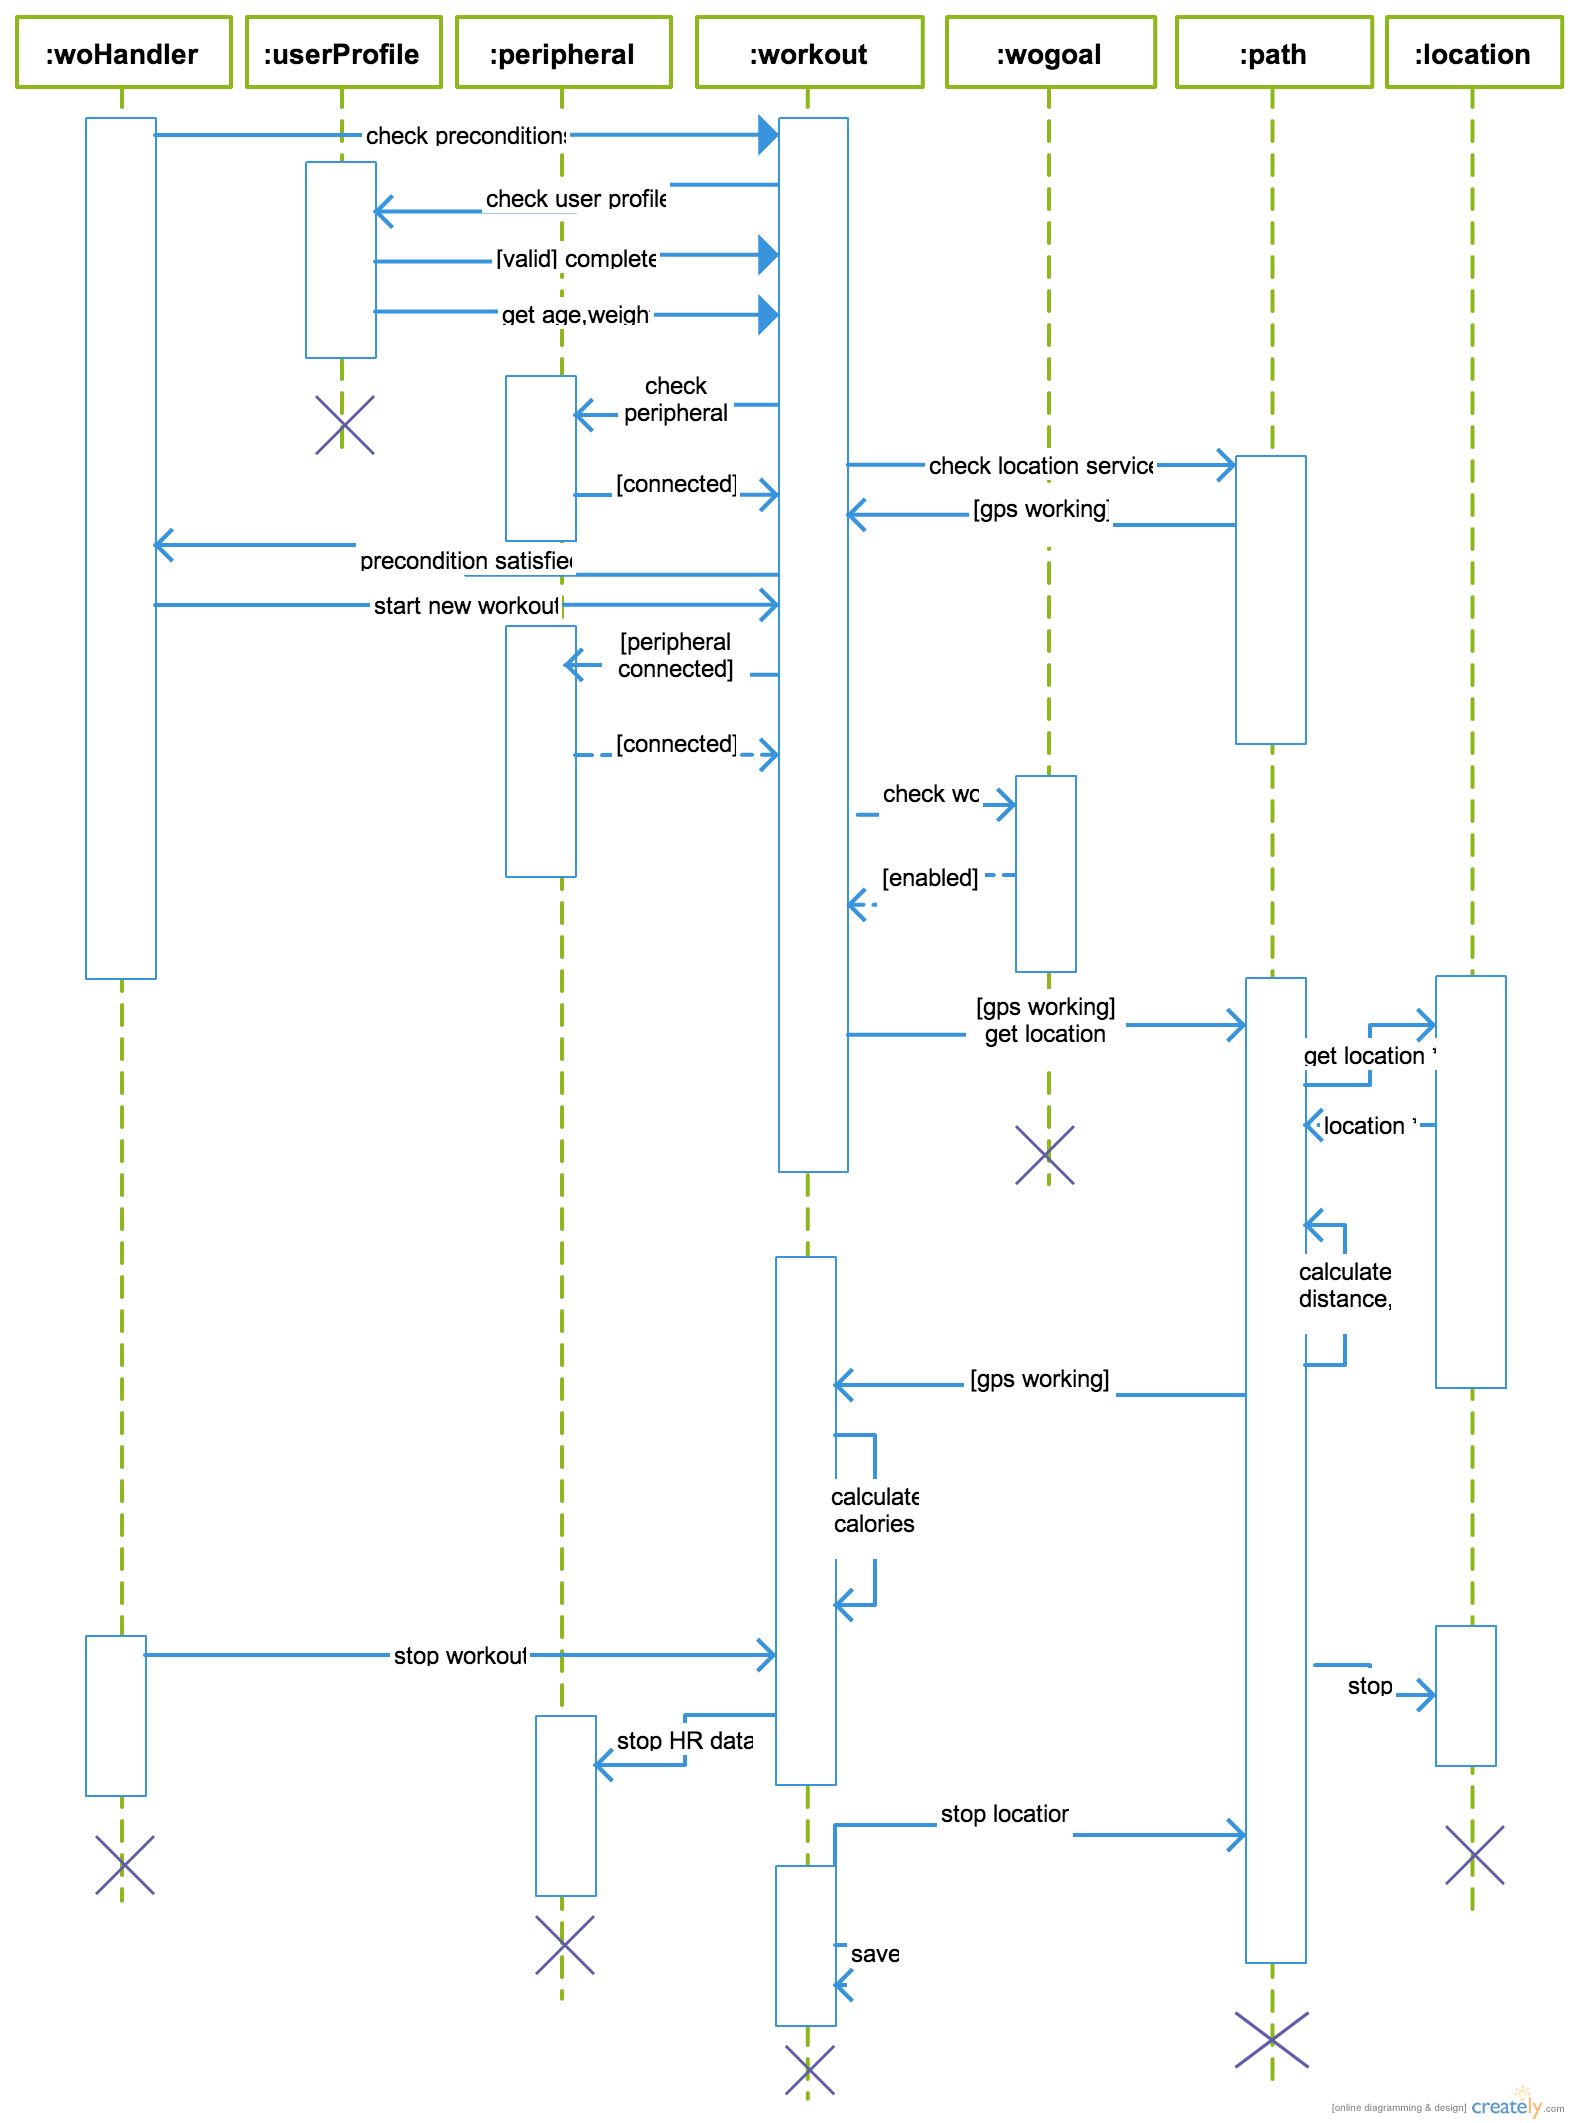 :woHandler
:userProfile
:peripheral
:workout
:wogoal
:path
:location
check preconditions
check user profile
[valid] complete
get age,weigh
check
peripheral
check location service
[connected]
[gps working]
precondition satisfied
start new workout
[peripheral
connected]
[connected]
check wo
[enabled]
[gps working]
get location
get location *
location *
calculate
distance,
[gps working]
calculate
calories
stop workout
stop
stop HR data
stop location
save
[online diagramming & design] creately.com